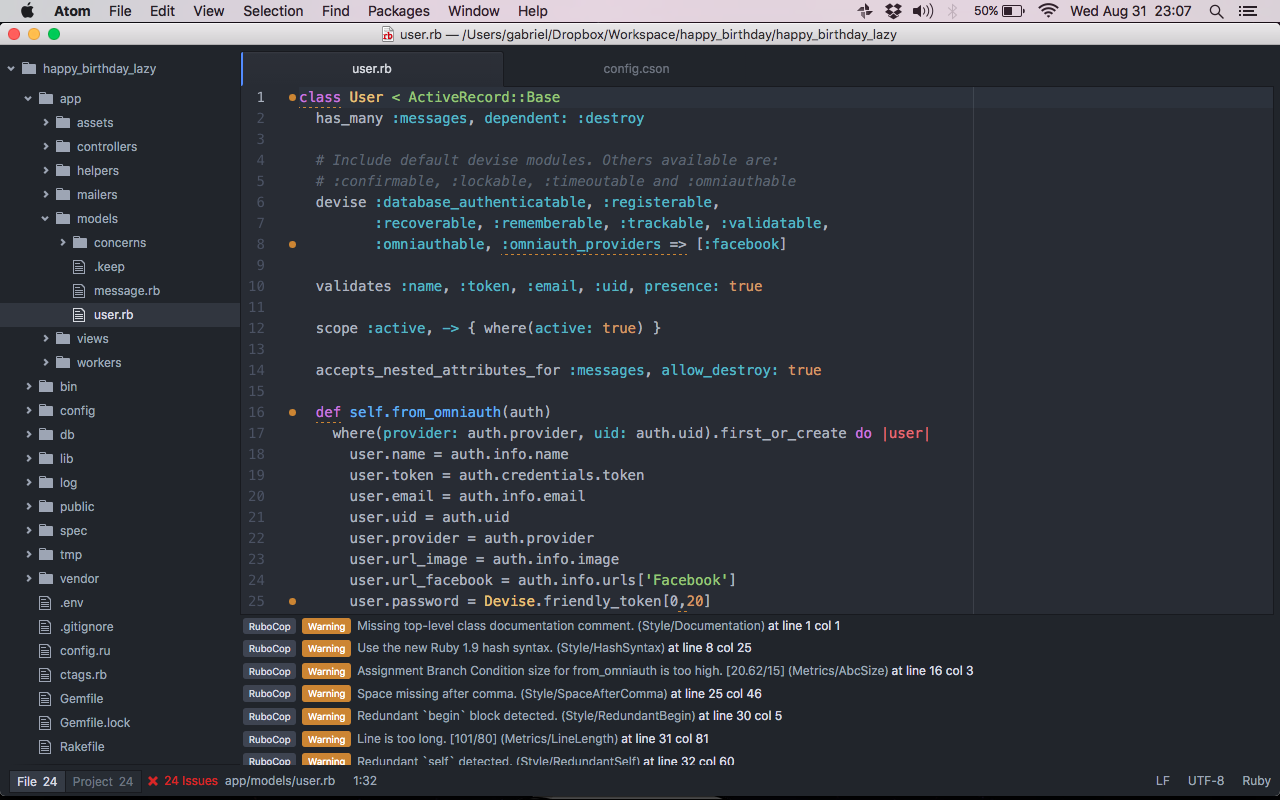 Atom File Edit View Selection Find Packages Window Help 50% Wed Aug 31 23:07
user.rb — /Users/gabriel/Dropbox/Workspace/happy_birthday/happy_birthday_lazy
happy_birthday_lazy
app
assets
controllers
helpers
mailers
models
concerns
.keep
message.rb
user.rb
views
workers
bin
config
db
lib
log
public
spec
tmp
vendor
.env
.gitignore
config.ru
ctags.rb
Gemfile
Gemfile.lock
Rakefile
user.rb config.cson
1 class User < ActiveRecord::Base
2 has_many :messages, dependent: :destroy
3
4 # Include default devise modules. Others available are:
5 # :confirmable, :lockable, :timeoutable and :omniauthable
6 devise :database_authenticatable, :registerable,
7 :recoverable, :rememberable, :trackable, :validatable,
8 :omniauthable, :omniauth_providers => [:facebook]
9
10 validates :name, :token, :email, :uid, presence: true
11
12 scope :active, -> { where(active: true) }
13
14 accepts_nested_attributes_for :messages, allow_destroy: true
15
16 def self.from_omniauth(auth)
17 where(provider: auth.provider, uid: auth.uid).first_or_create do |user|
18 user.name = auth.info.name
19 user.token = auth.credentials.token
20 user.email = auth.info.email
21 user.uid = auth.uid
22 user.provider = auth.provider
23 user.url_image = auth.info.image
24 user.url_facebook = auth.info.urls['Facebook']
25 user.password = Devise.friendly_token[0,20]
RuboCop Warning Missing top-level class documentation comment. (Style/Documentation) at line 1 col 1
RuboCop Warning Use the new Ruby 1.9 hash syntax. (Style/HashSyntax) at line 8 col 25
RuboCop Warning Assignment Branch Condition size for from_omniauth is too high. [20.62/15] (Metrics/AbcSize) at line 16 col 3
RuboCop Warning Space missing after comma. (Style/SpaceAfterComma) at line 25 col 46
RuboCop Warning Redundant `begin` block detected. (Style/RedundantBegin) at line 30 col 5
RuboCop Warning Line is too long. [101/80] (Metrics/LineLength) at line 31 col 81
RuboCop Warning Redundant `self` detected. (Style/RedundantSelf) at line 32 col 60
File 24 Project 24 24 Issues app/models/user.rb 1:32 LF UTF-8 Ruby